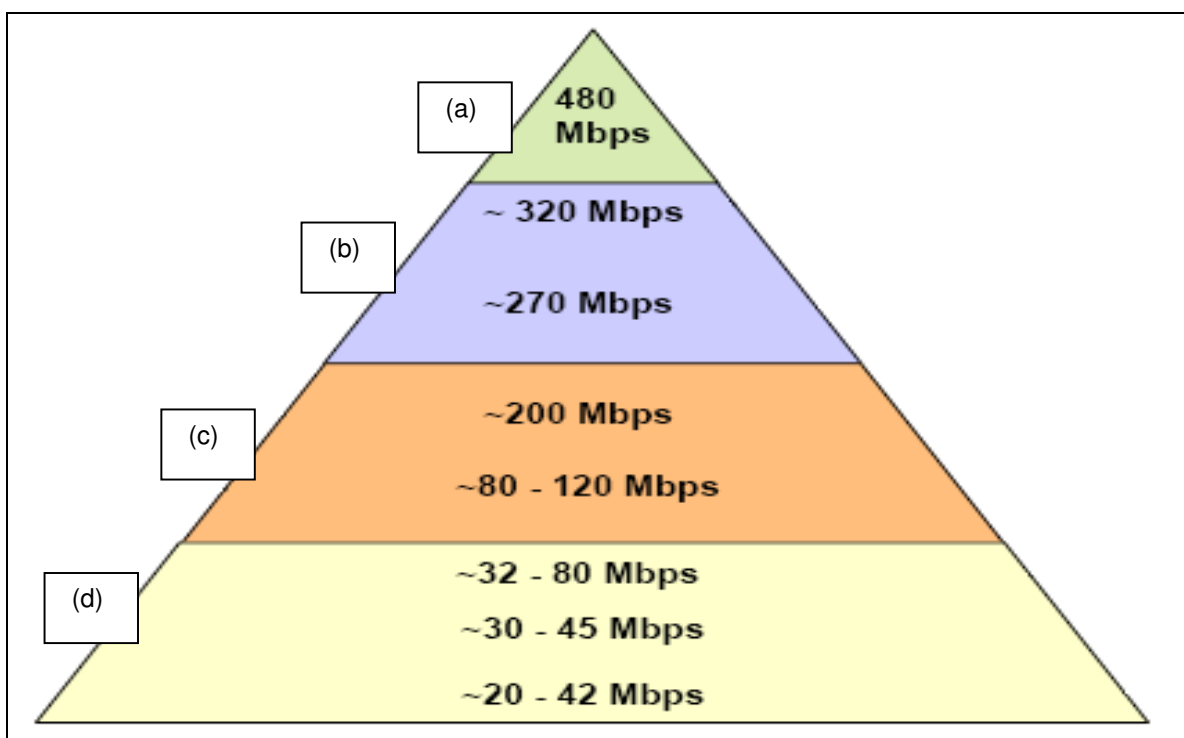 (a)
480
Mbps
(b)
~ 320 Mbps
~270 Mbps
(c)
~200 Mbps
~80 - 120 Mbps
(d)
~32 - 80 Mbps
~30 - 45 Mbps
~20 - 42 Mbps